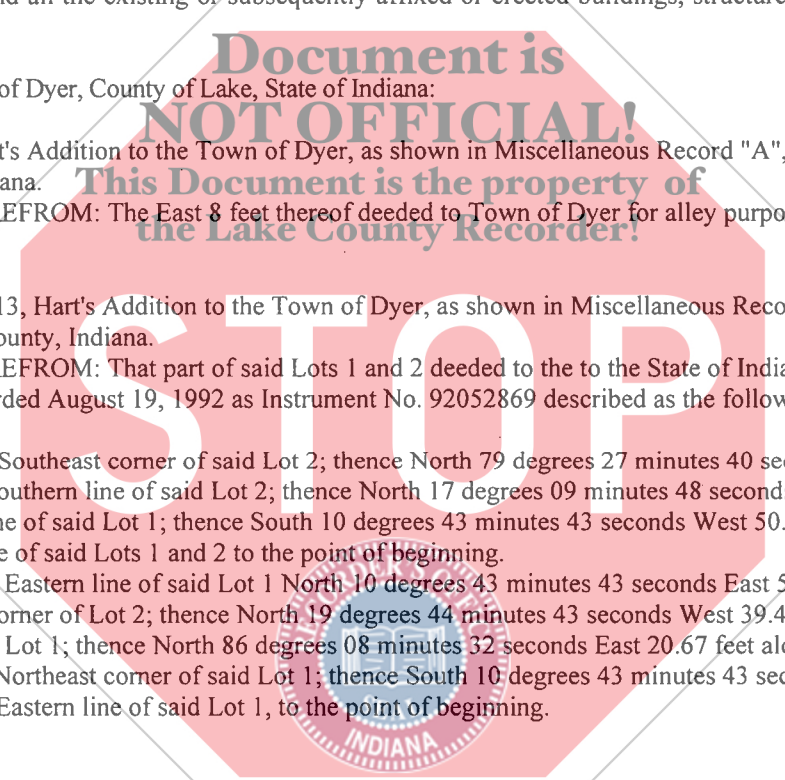 all the existing or subsequently affixed or erected buildings, structure
Document is
of Dyer, County of Lake, State of Indiana:
NOT OFFICIAL!
t's Addition to the Town of Dyer, as shown in Miscellaneous Record "A",
ana.
This Document is the property of
EFROM: The East 8 feet thereof deeded to Town of Dyer for alley purpo
the Lake County Recorder!
13, Hart's Addition to the Town of Dyer, as shown in Miscellaneous Reco
ounty, Indiana.
EFROM: That part of said Lots 1 and 2 deeded to the to the State of India
rded August 19, 1992 as Instrument No. 92052869 described as the follow
STOP
Southeast corner of said Lot 2; thence North 79 degrees 27 minutes 40 sec
outhern line of said Lot 2; thence North 17 degrees 09 minutes 48 second
ne of said Lot 1; thence South 10 degrees 43 minutes 43 seconds West 50.
e of said Lots 1 and 2 to the point of beginning.
Eastern line of said Lot 1 North 10 degrees 43 minutes 43 seconds East 5
orner of Lot 2; thence North 19 degrees 44 minutes 43 seconds West 39.4
Lot 1; thence North 86 degrees 08 minutes 32 seconds East 20.67 feet alo
Northeast corner of said Lot 1; thence South 10 degrees 43 minutes 43 sec
Eastern line of said Lot 1, to the point of beginning.
INDIANA